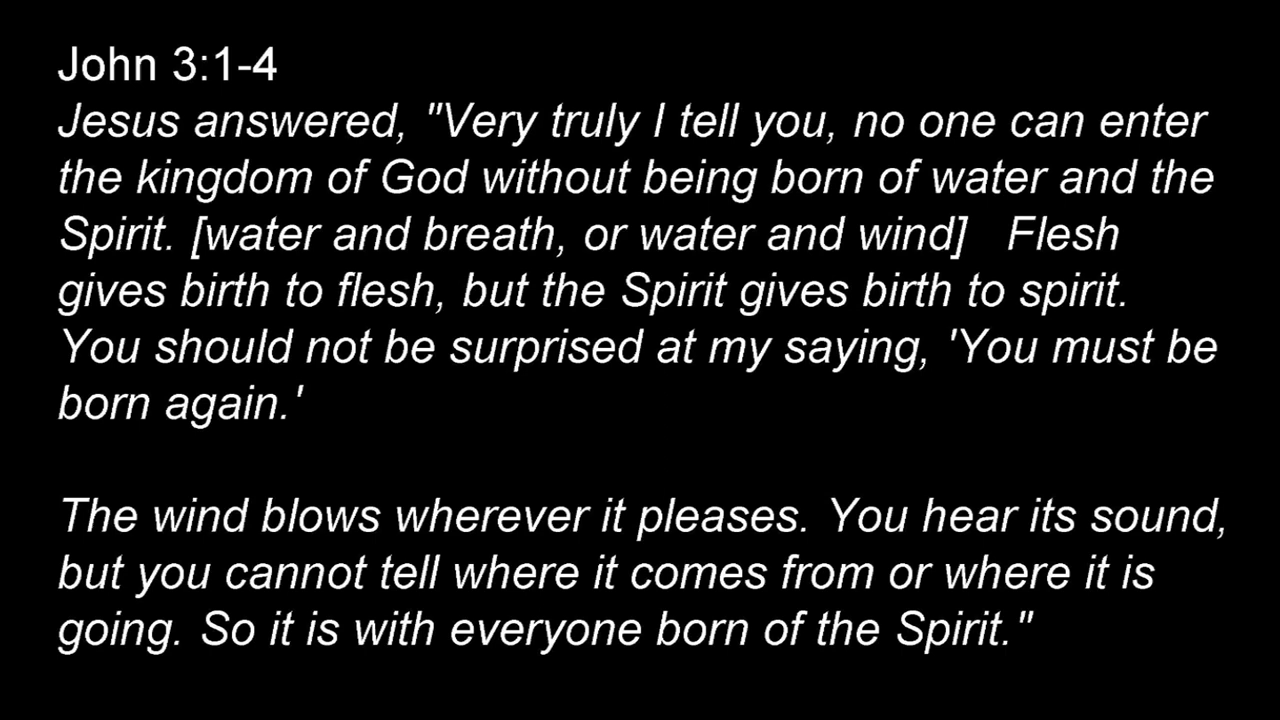 John 3:1-4
Jesus answered, "Very truly I tell you, no one can enter
the kingdom of God without being born of water and the
Spirit. [water and breath, or water and wind]   Flesh
gives birth to flesh, but the Spirit gives birth to spirit.
You should not be surprised at my saying, 'You must be
born again.'
The wind blows wherever it pleases. You hear its sound,
but you cannot tell where it comes from or where it is
going. So it is with everyone born of the Spirit."